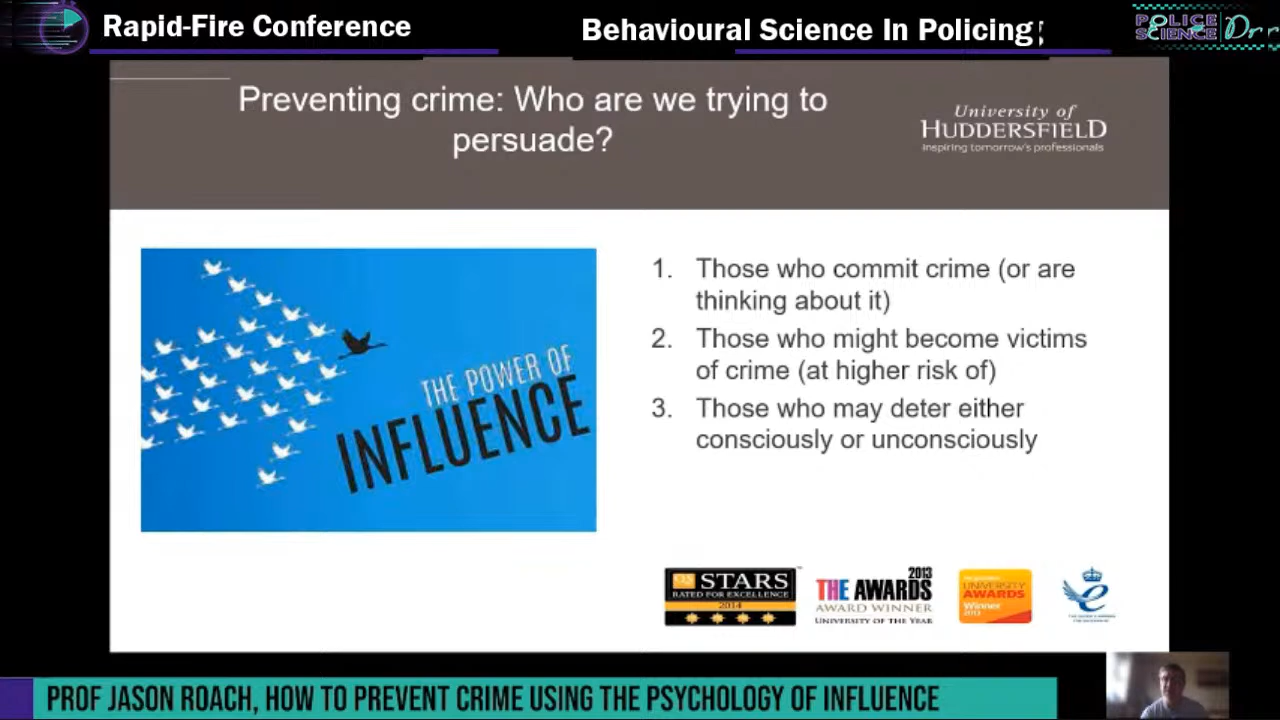 Rapid-Fire Conference
Behavioural Science In Policing
POLICE
SCIENCE
Dr
Preventing crime: Who are we trying to
persuade?
University of
HUDDERSFIELD
Inspiring tomorrow's professionals
THE POWER OF
INFLUENCE
1. Those who commit crime (or are
thinking about it)
2. Those who might become victims
of crime (at higher risk of)
3. Those who may deter either
consciously or unconsciously
STARS
RATED FOR EXCELLENCE
2014
2013
THE AWARDS
AWARD WINNER
UNIVERSITY OF THE YEAR
UNIVERSITY
AWARDS
Winner
PROF JASON ROACH, HOW TO PREVENT CRIME USING THE PSYCHOLOGY OF INFLUENCE